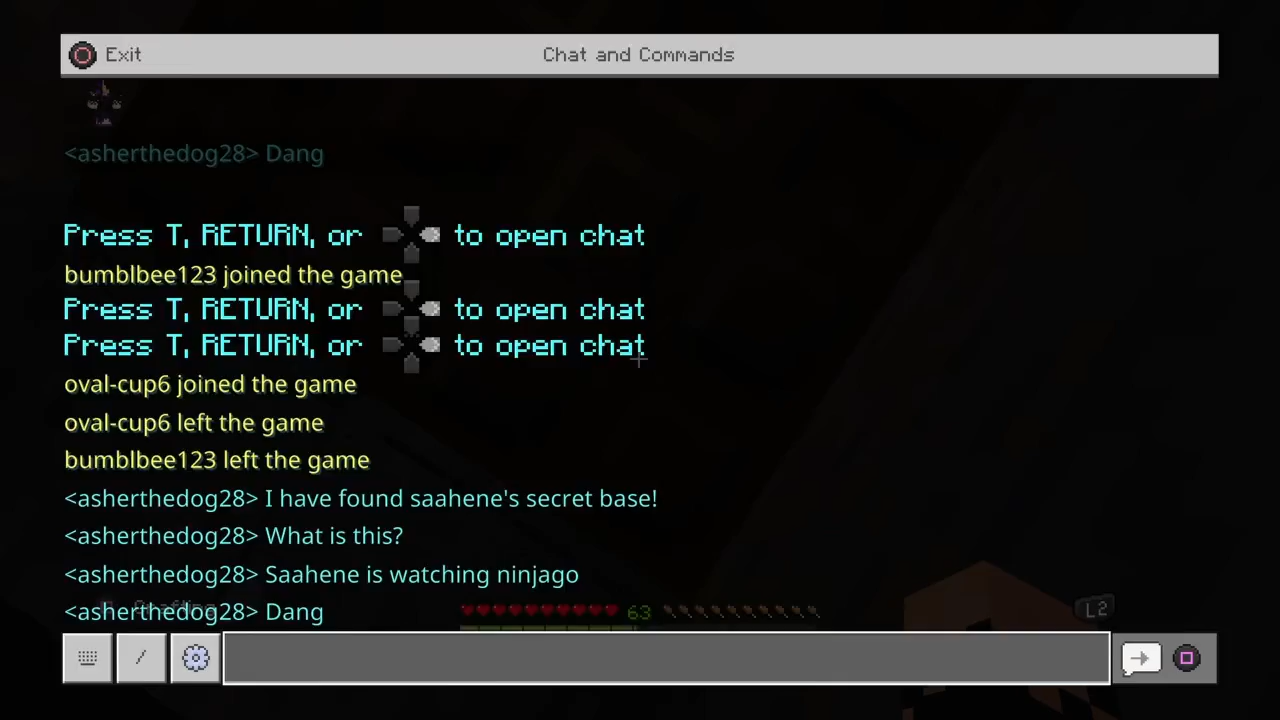 Exit
Chat and Commands
<asherthedog28> Dang
Press T, RETURN, or to open chat
bumblbee123 joined the game
Press T, RETURN, or to open chat
Press T, RETURN, or to open chat
oval-cup6 joined the game
oval-cup6 left the game
bumblbee123 left the game
<asherthedog28> I have found saahene's secret base!
<asherthedog28> What is this?
<asherthedog28> Saahene is watching ninjago
<asherthedog28> Dang
Crafting
63
L2
/